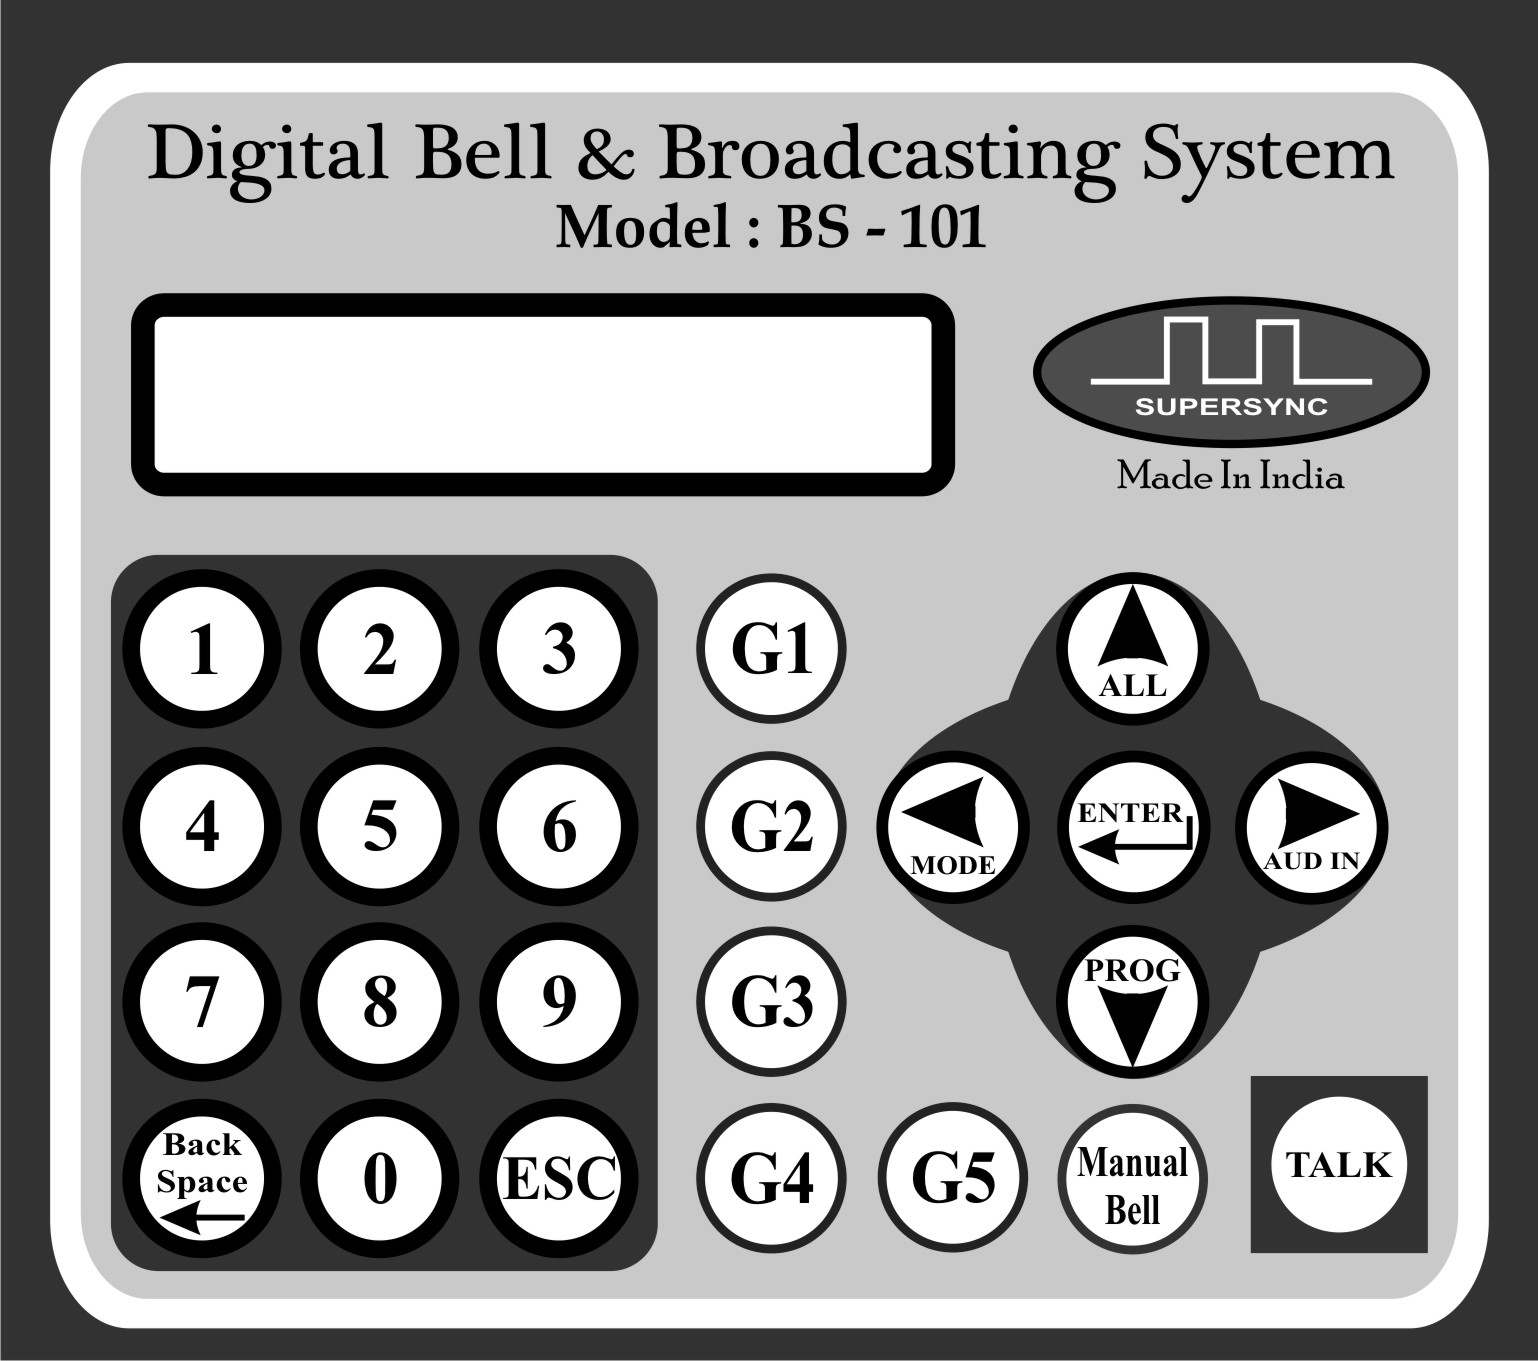 Digital Bell & Broadcasting System
Model : BS - 101
SUPERSYNC
Made In India
1 2 3 G1 ALL
4 5 6 G2 MODE ENTER AUD IN
7 8 9 G3 PROG
Back
Space
0 ESC G4 G5
Manual
Bell
TALK